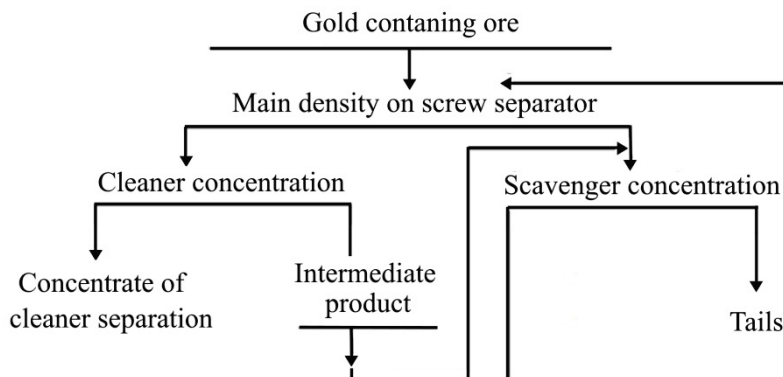 Gold contaning ore
Main density on screw separator
Cleaner concentration
Scavenger concentration
Concentrate of
cleaner separation
Intermediate
product
Tails